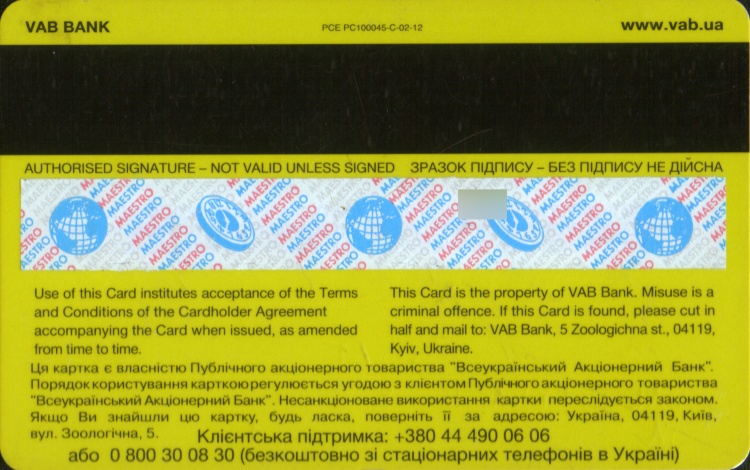 VAB BANK PCE PC100045-C-02-12 www.vab.ua
AUTHORISED SIGNATURE – NOT VALID UNLESS SIGNED ЗРАЗОК ПІДПИСУ – БЕЗ ПІДПИСУ НЕ ДІЙСНА
MAESTRO MAESTRO MAESTRO MAESTRO MAESTRO
Use of this Card institutes acceptance of the Terms
and Conditions of the Cardholder Agreement
accompanying the Card when issued, as amended
from time to time.
This Card is the property of VAB Bank. Misuse is a
criminal offence. If this Card is found, please cut in
half and mail to: VAB Bank, 5 Zoologichna st., 04119,
Kyiv, Ukraine.
Ця картка є власністю Публічного акціонерного товариства "Всеукраїнський Акціонерний Банк".
Порядок користування карткою регулюється угодою з клієнтом Публічного акціонерного товариства
"Всеукраїнський Акціонерний Банк". Несанкціоноване використання картки переслідується законом.
Якщо Ви знайшли цю картку, будь ласка, поверніть її за адресою: Україна, 04119, Київ,
вул. Зоологічна, 5. Клієнтська підтримка: +380 44 490 06 06
або 0 800 30 08 30 (безкоштовно зі стаціонарних телефонів в Україні)